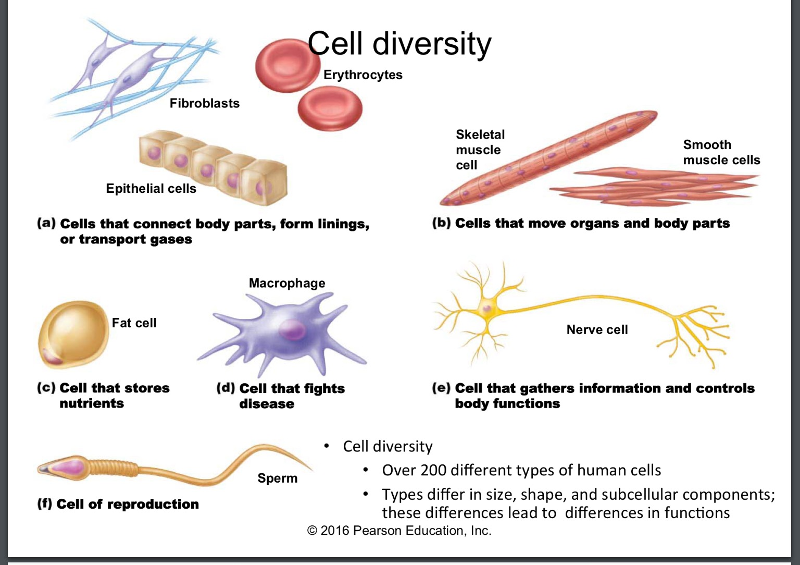 Cell diversity
Erythrocytes
Fibroblasts
Epithelial cells
(a) Cells that connect body parts, form linings,
or transport gases
Skeletal
muscle
cell
Smooth
muscle cells
(b) Cells that move organs and body parts
Fat cell
(c) Cell that stores
nutrients
Macrophage
(d) Cell that fights
disease
Nerve cell
(e) Cell that gathers information and controls
body functions
Sperm
(f) Cell of reproduction
• Cell diversity
• Over 200 different types of human cells
• Types differ in size, shape, and subcellular components;
these differences lead to differences in functions
© 2016 Pearson Education, Inc.